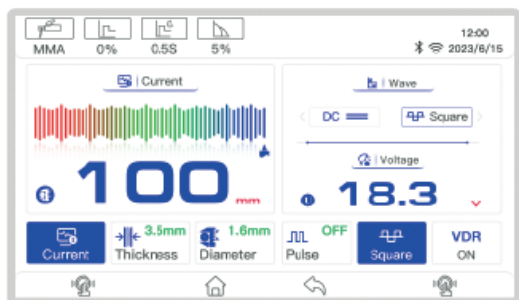 MMA 0% 0.5S 5%
12:00
2023/6/15
Current
Wave
DC Square
Voltage
100 mm
18.3 v
Current
3.5mm
Thickness
1.6mm
Diameter
OFF
Pulse
Square
VDR
ON